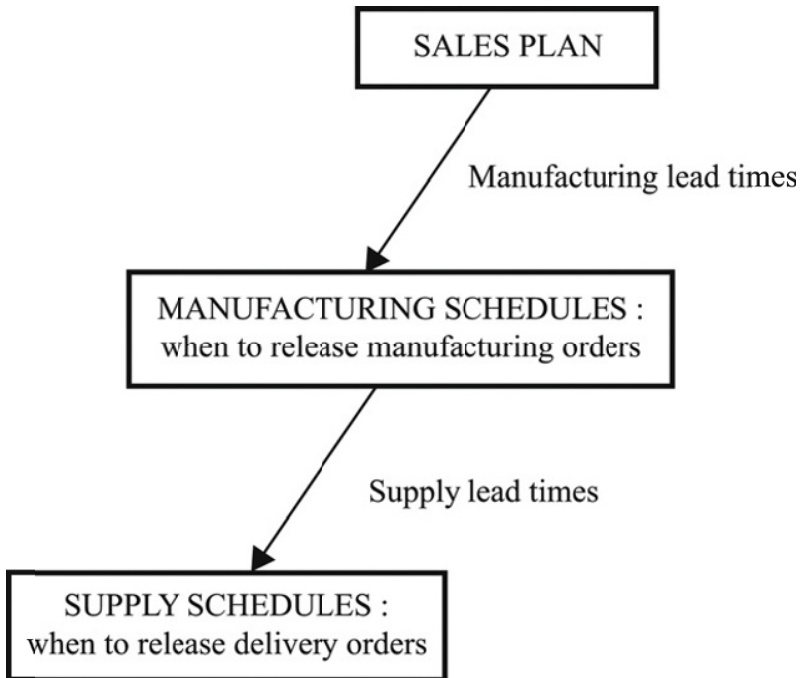 SALES PLAN
Manufacturing lead times
MANUFACTURING SCHEDULES :
when to release manufacturing orders
Supply lead times
SUPPLY SCHEDULES :
when to release delivery orders